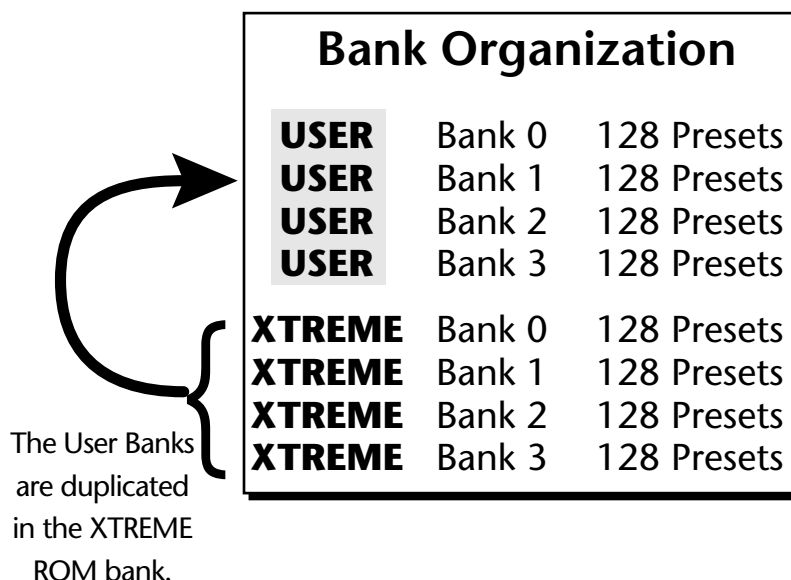 Bank Organization
USER Bank 0 128 Presets
USER Bank 1 128 Presets
USER Bank 2 128 Presets
USER Bank 3 128 Presets
XTREME Bank 0 128 Presets
XTREME Bank 1 128 Presets
XTREME Bank 2 128 Presets
XTREME Bank 3 128 Presets
The User Banks
are duplicated
in the XTREME
ROM bank.